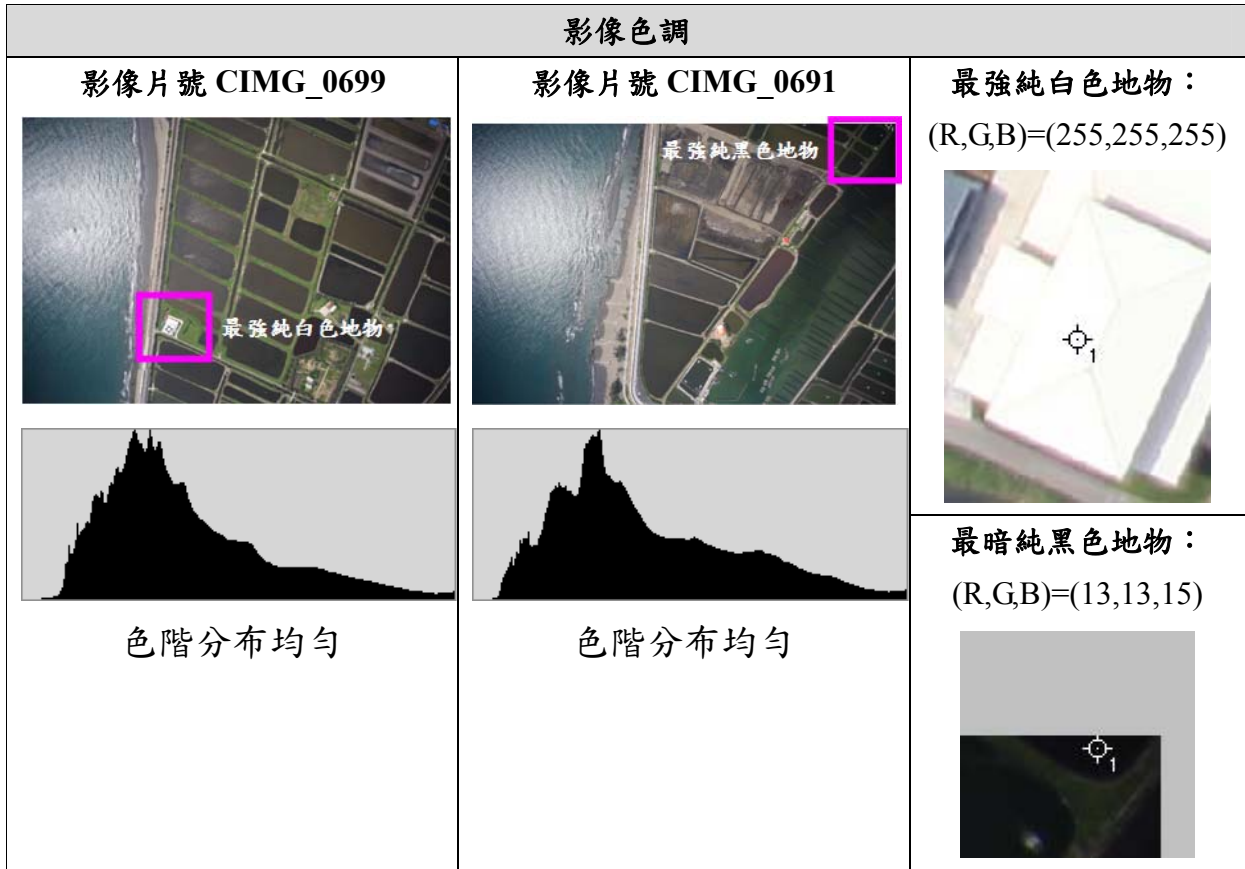 影像色調
影像片號 CIMG_0699
最強純白色地物
色階分布均勻
影像片號 CIMG_0691
最強純黑色地物
色階分布均勻
最強純白色地物：
(R,G,B)=(255,255,255)
1
最暗純黑色地物：
(R,G,B)=(13,13,15)
1